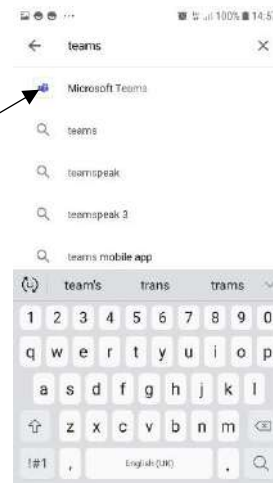 100% 14:5
teams
Microsoft Teams
teams
teamspeak
teamspeak 3
teams mobile app
team's trans trams
1 2 3 4 5 6 7 8 9 0
q w e r t y u i o p
a s d f g h j k l
z x c v b n m
!#1 , English (UK) .